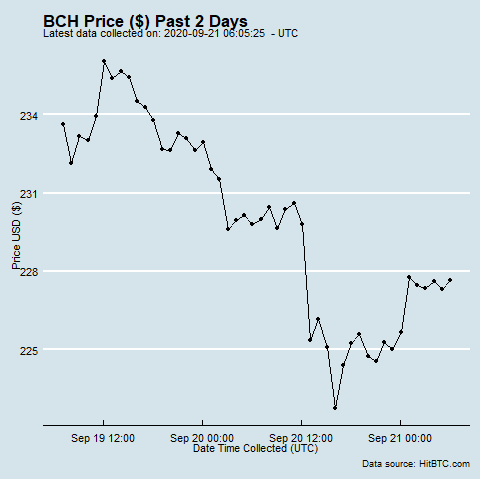 BCH Price ($) Past 2 Days
Latest data collected on: 2020-09-21 06:05:25  - UTC
234
231
228
225
Price USD ($)
Sep 19 12:00 Sep 20 00:00 Sep 20 12:00 Sep 21 00:00
Date Time Collected (UTC)
Data source: HitBTC.com